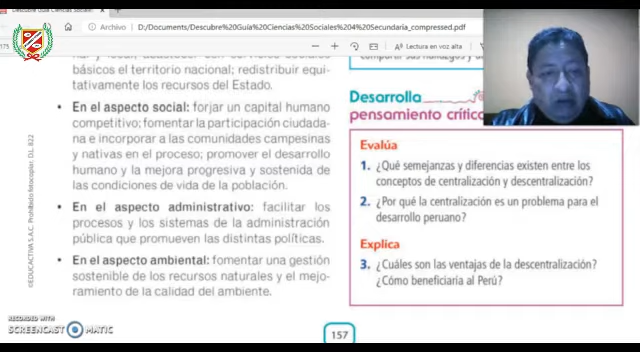 Descubre Guía Ciencias Sociales
Archivo
D:/Documents/Descubre%20Guía%20Ciencias%20Sociales%204%20Secundaria_compressed.pdf
Lectura en voz alta
básicos el territorio nacional; redistribuir equi-
tativamente los recursos del Estado.
• En el aspecto social: forjar un capital humano
competitivo; fomentar la participación ciudada-
na e incorporar a las comunidades campesinas
y nativas en el proceso; promover el desarrollo
humano y la mejora progresiva y sostenida de
las condiciones de vida de la población.
• En el aspecto administrativo: facilitar los
procesos y los sistemas de la administración
pública que promueven las distintas políticas.
• En el aspecto ambiental: fomentar una gestión
sostenible de los recursos naturales y el mejo-
ramiento de la calidad del ambiente.
©EDUCACTIVA S.A.C. Prohibido fotocopiar. D.L. 822
Desarrolla
pensamiento crítico
Evalúa
1. ¿Qué semejanzas y diferencias existen entre los
conceptos de centralización y descentralización?
2. ¿Por qué la centralización es un problema para el
desarrollo peruano?
Explica
3. ¿Cuáles son las ventajas de la descentralización?
¿Cómo beneficiaría al Perú?
157
RECORDED WITH
SCREENCAST MATIC